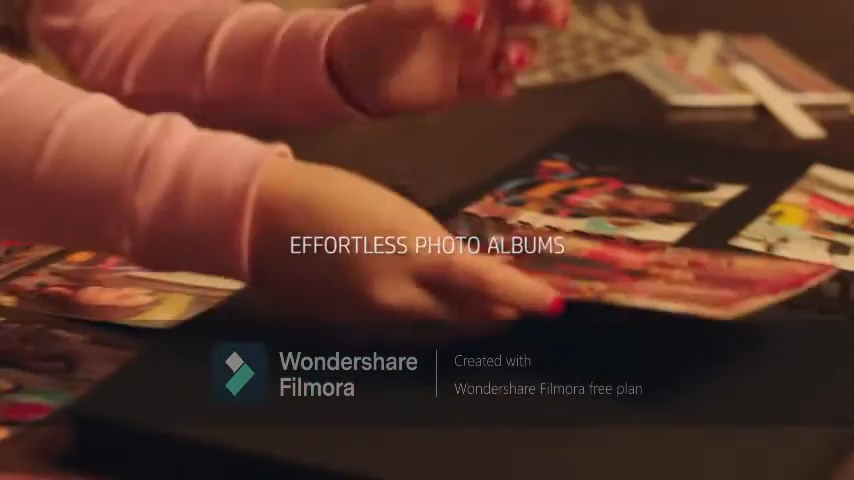 EFFORTLESS PHOTO ALBUMS
Wondershare
Filmora
Created with
Wondershare Filmora free plan